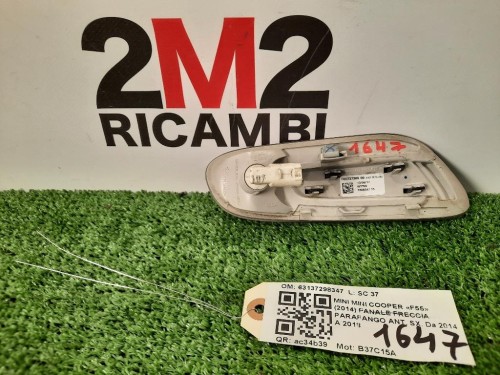 2M2
RICAMBI
1647
OM: 63137298347 L: SC 37
MINI MINI COOPER «F55»
(2014) FANALE FRECCIA
PARAFANGO ANT. SX. Da 2014
A 2019
1647
QR: ac34b39 Mot: B37C15A